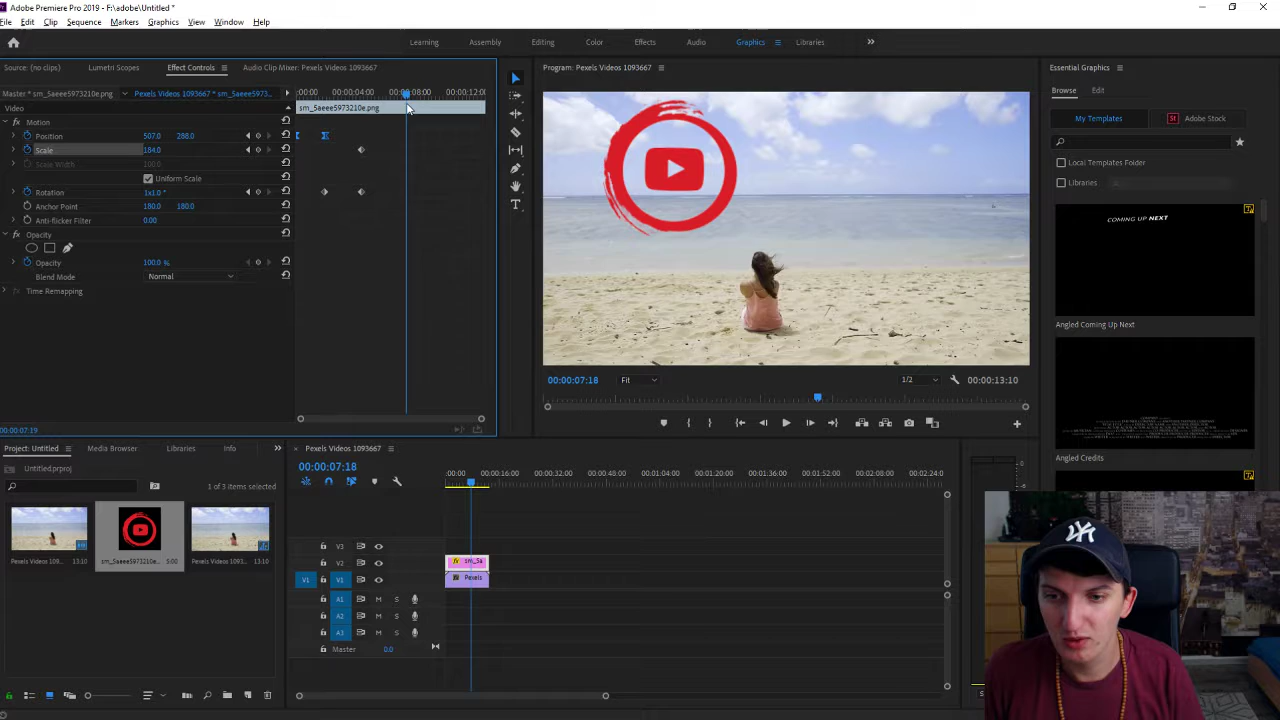 Adobe Premiere Pro 2019 - F:\adobe\Untitled *
File Edit Clip Sequence Markers Graphics View Window Help
Learning Assembly Editing Color Effects Audio Graphics Libraries
Source: (no clips) Lumetri Scopes Effect Controls Audio Clip Mixer: Pexels Videos 1093667
Master * sm_5aeee5973210e.png Pexels Videos 1093667 * sm_5aeee5973...
:00:00 00:00:04:00 00:00:08:00 00:00:12:0
Video sm_5aeee5973210e.png
Motion
Position 507.0 288.0
Scale 184.0
Scale Width 100.0
Uniform Scale
Rotation 1x1.0 °
Anchor Point 180.0 180.0
Anti-flicker Filter 0.00
Opacity
Opacity 100.0 %
Blend Mode Normal
Time Remapping
00:00:07:19
Program: Pexels Videos 1093667
00:00:07:18 Fit 1/2 00:00:13:10
Essential Graphics
Browse Edit
My Templates Adobe Stock
Local Templates Folder
Libraries
COMING UP NEXT
Angled Coming Up Next
Angled Credits
Project: Untitled Media Browser Libraries Info
Untitled.prproj
1 of 3 items selected
Pexels Videos 109... 13:10 sm_5aeee5973210e... 5:00 Pexels Videos 1093... 13:10
Pexels Videos 1093667
00:00:07:18
:00:00 00:00:16:00 00:00:32:00 00:00:48:00 00:01:04:00 00:01:20:00 00:01:36:00 00:01:52:00 00:02:08:00 00:02:24:0
V3
V2 sm_5a
V1 V1 Pexels
A1 M S
A2 M S
A3 M S
Master 0.0
0